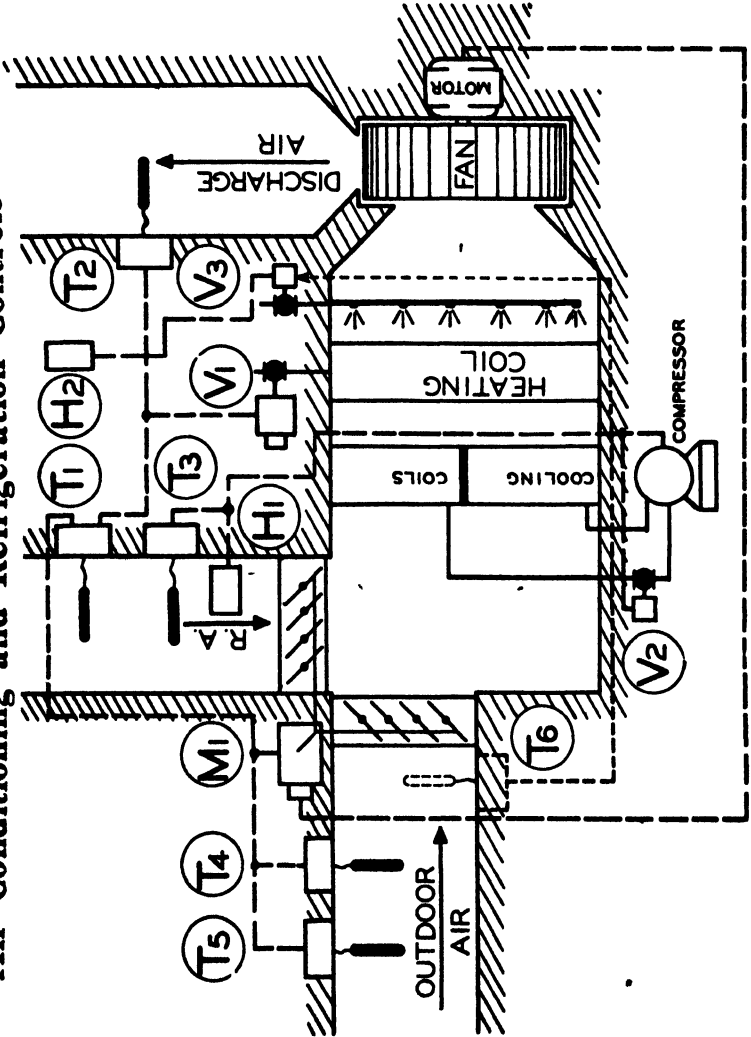 Air Conditioning and Refrigeration Controls
T2
V3
H2
V1
T1
T3
H1
M1
T4
T5
T6
V2
R.A.
DISCHARGE
AIR
MOTOR
FAN
HEATING
COIL
COOLING
COILS
COMPRESSOR
OUTDOOR
AIR